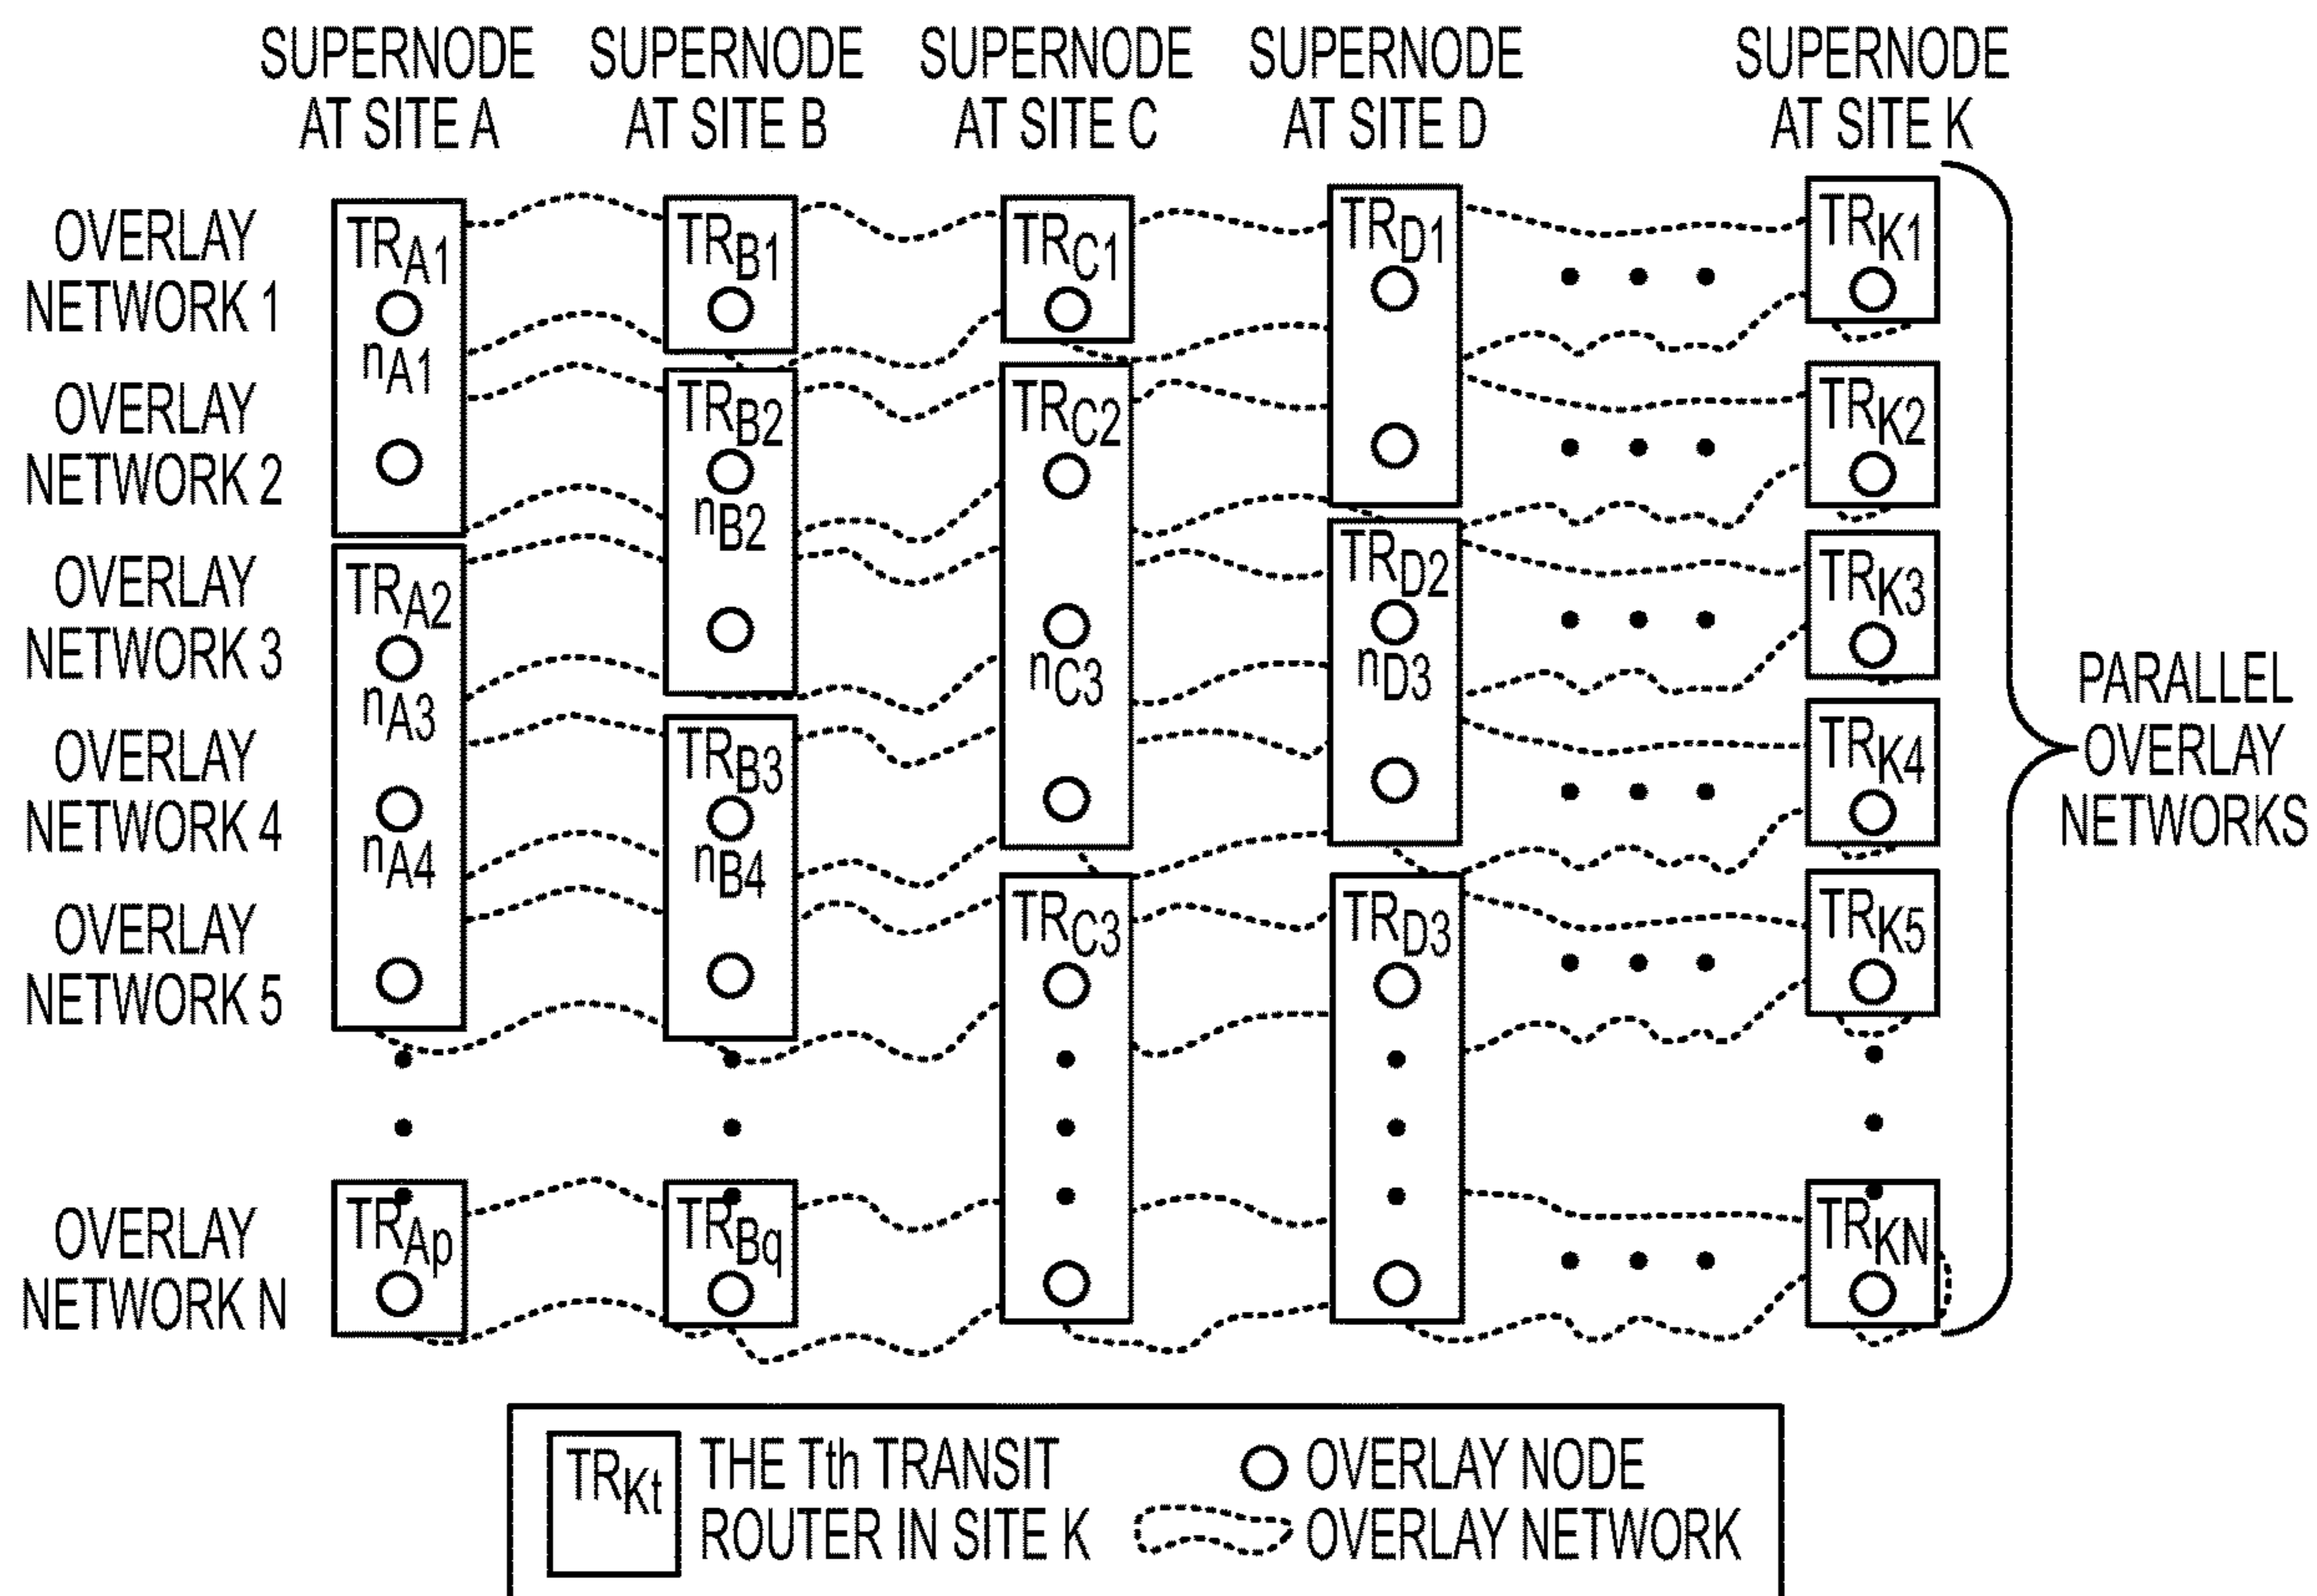 SUPERNODE
AT SITE A
SUPERNODE
AT SITE B
SUPERNODE
AT SITE C
SUPERNODE
AT SITE D
SUPERNODE
AT SITE K
OVERLAY
NETWORK 1
TRA1
nA1
TRB1
TRC1
TRD1
TRK1
OVERLAY
NETWORK 2
TRB2
nB2
TRC2
TRK2
OVERLAY
NETWORK 3
TRA2
nA3
nC3
TRD2
nD3
TRK3
OVERLAY
NETWORK 4
nA4
TRB3
nB4
TRK4
OVERLAY
NETWORK 5
TRC3
TRD3
TRK5
OVERLAY
NETWORK N
TRAp
TRBq
TRKN
PARALLEL
OVERLAY
NETWORKS
TRKt
THE Tth TRANSIT
ROUTER IN SITE K
OVERLAY NODE
OVERLAY NETWORK